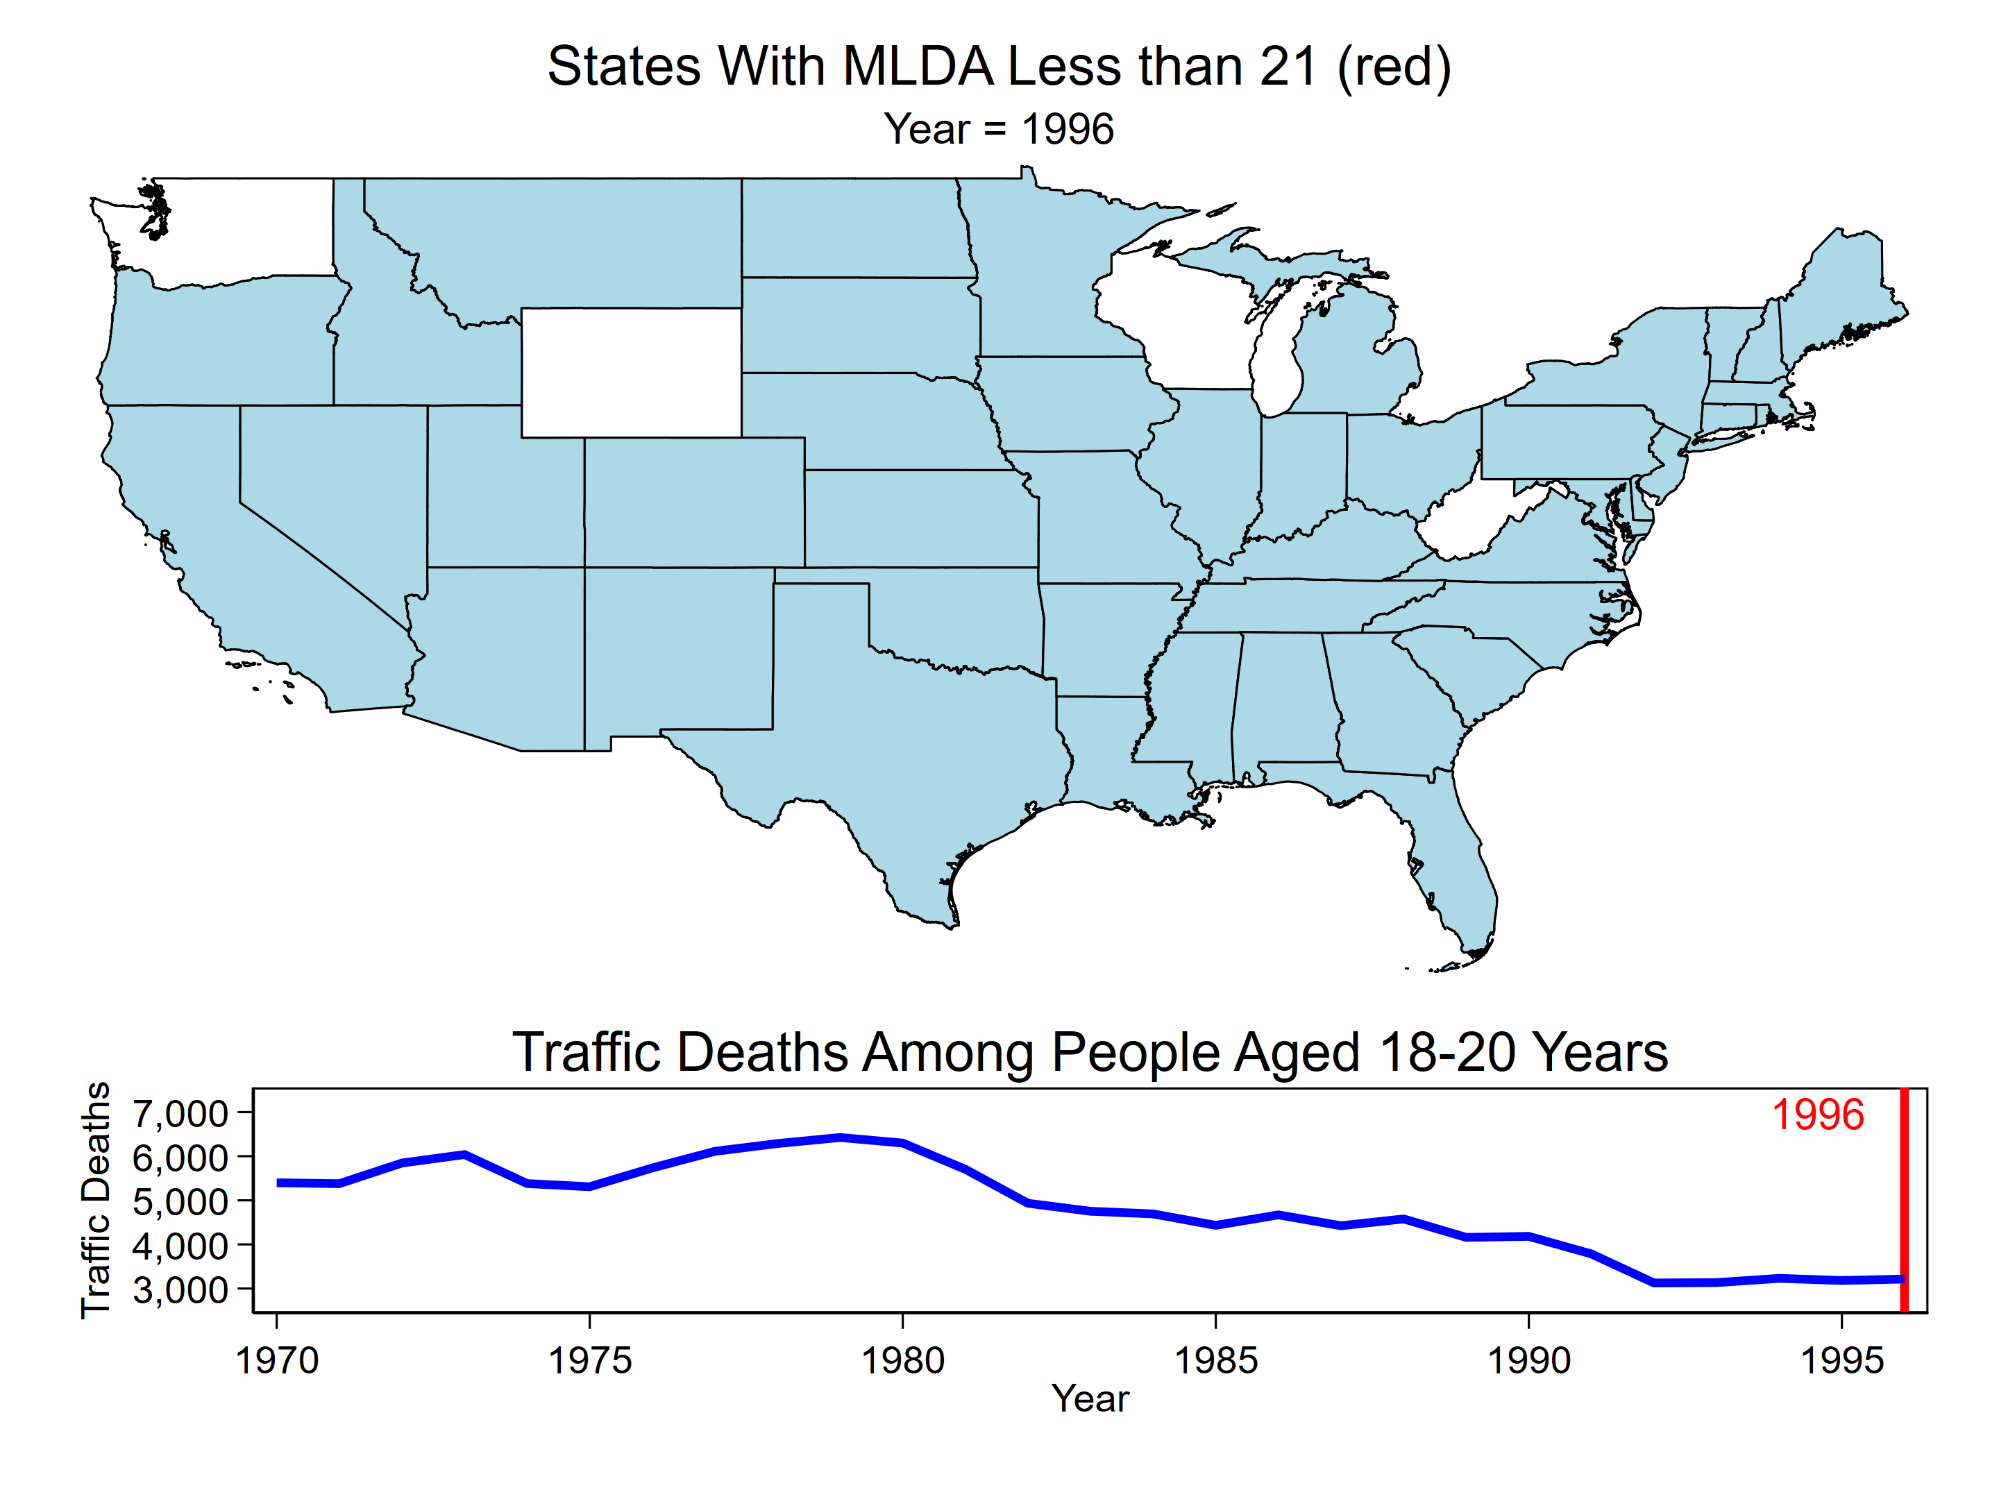 States With MLDA Less than 21 (red)
Year = 1996
Traffic Deaths Among People Aged 18-20 Years
Traffic Deaths
7,000
6,000
5,000
4,000
3,000
1996
1970 1975 1980 1985 1990 1995
Year